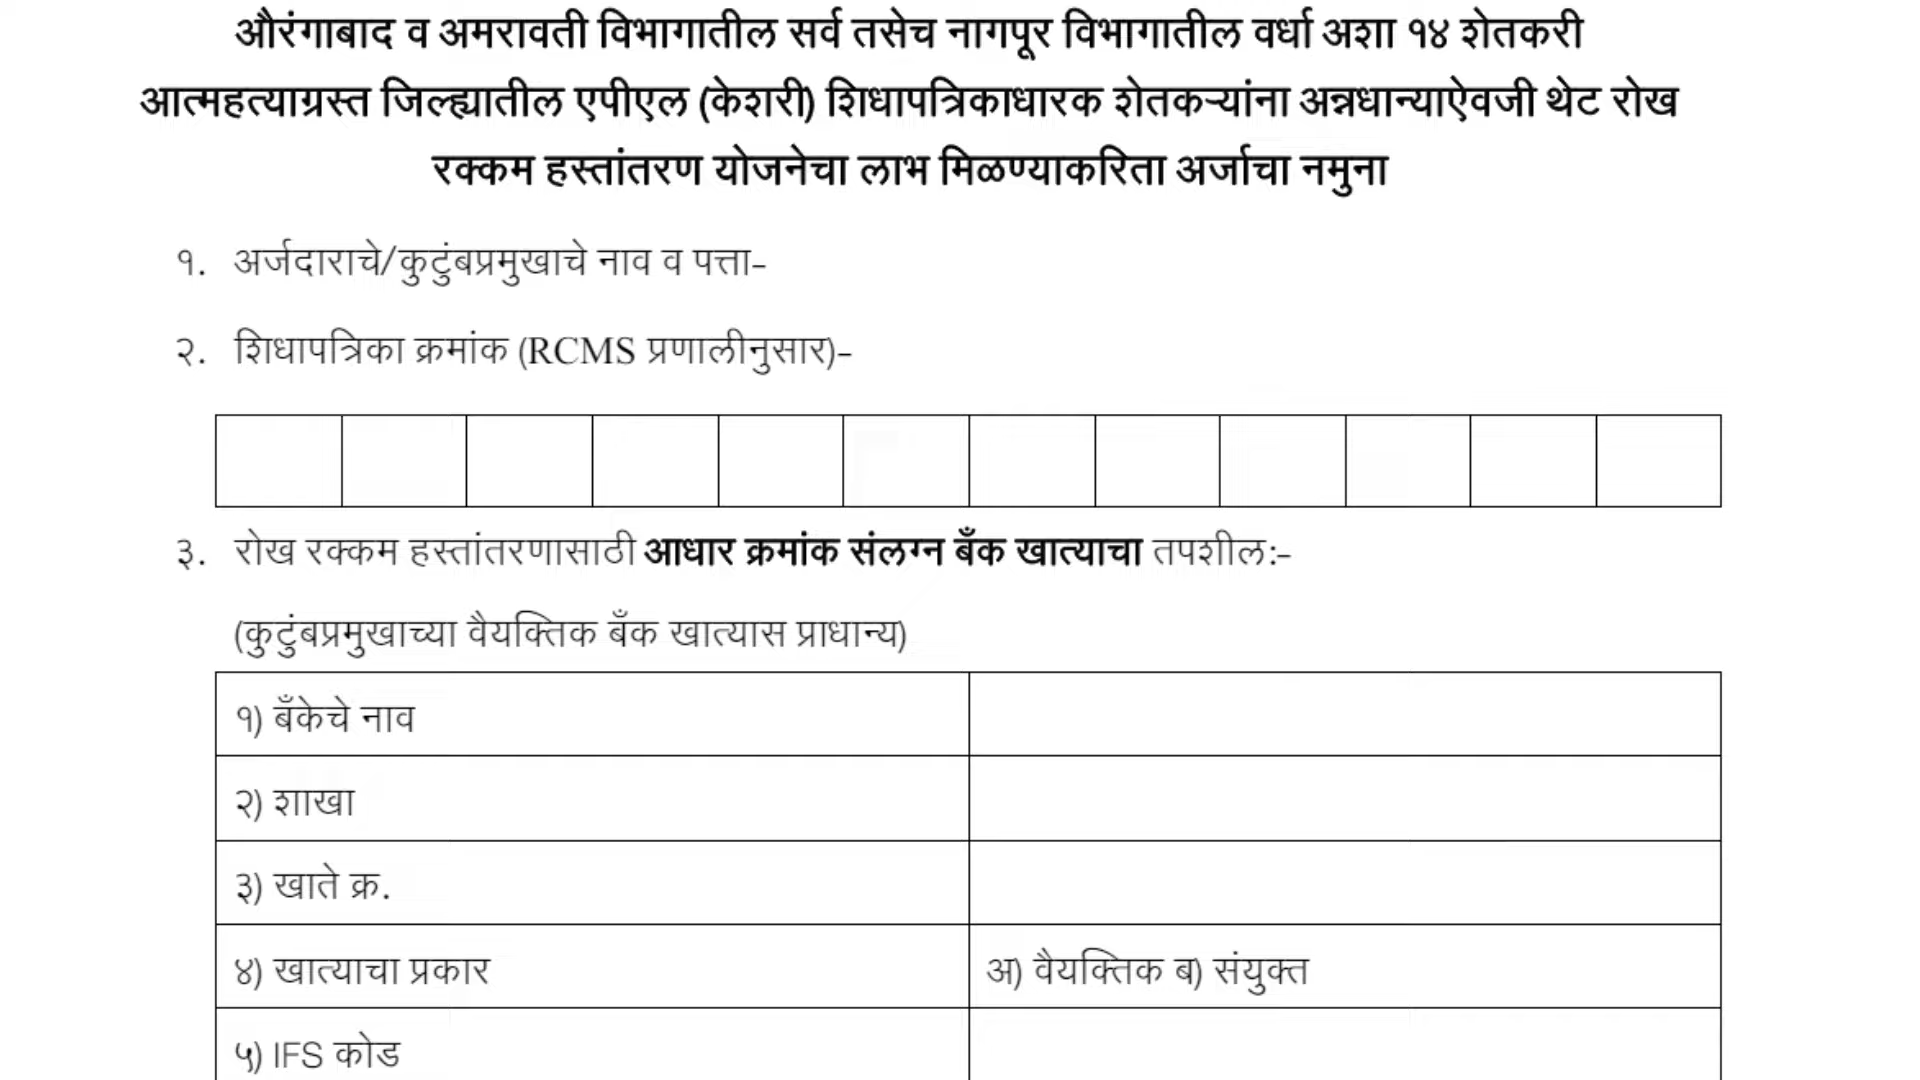 औरंगाबाद व अमरावती विभागातील सर्व तसेच नागपूर विभागातील वर्धा अशा १४ शेतकरी
आत्महत्याग्रस्त जिल्ह्यातील एपीएल (केशरी) शिधापत्रिकाधारक शेतकऱ्यांना अन्नधान्याऐवजी थेट रोख
रक्कम हस्तांतरण योजनेचा लाभ मिळण्याकरिता अर्जाचा नमुना
१. अर्जदाराचे/कुटुंबप्रमुखाचे नाव व पत्ता-
२. शिधापत्रिका क्रमांक (RCMS प्रणालीनुसार)-
३. रोख रक्कम हस्तांतरणासाठी आधार क्रमांक संलग्न बँक खात्याचा तपशील:-
(कुटुंबप्रमुखाच्या वैयक्तिक बँक खात्यास प्राधान्य)
१) बँकेचे नाव
२) शाखा
३) खाते क्र.
४) खात्याचा प्रकार अ) वैयक्तिक ब) संयुक्त
५) IFS कोड